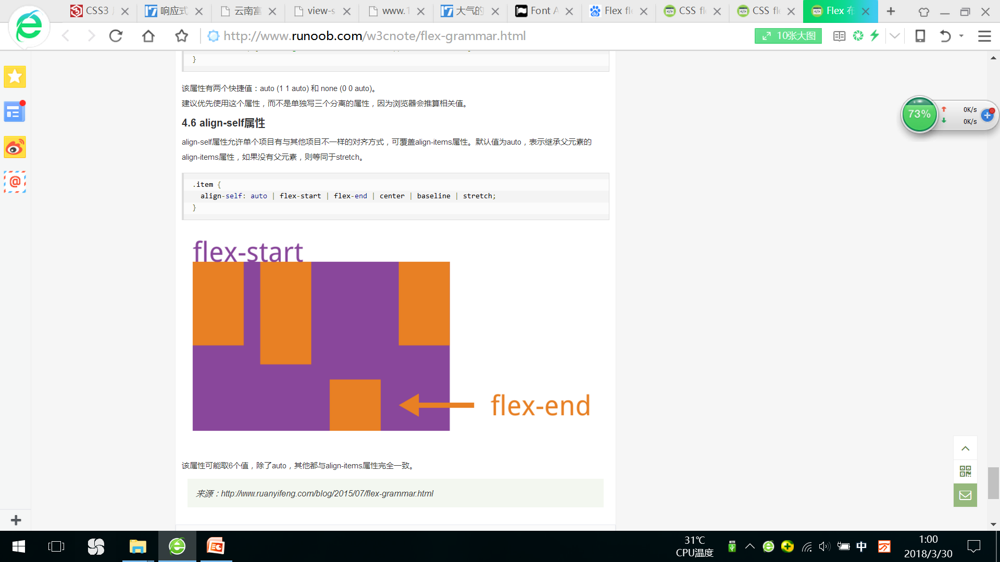 CSS3
响应式
云南富
view-s
www.1
大气的
Font A
Flex fle
CSS fl
CSS fle
Flex 布
http://www.runoob.com/w3cnote/flex-grammar.html
10张大图
}
该属性有两个快捷值：auto (1 1 auto) 和 none (0 0 auto)。
建议优先使用这个属性，而不是单独写三个分离的属性，因为浏览器会推算相关值。
4.6 align-self属性
align-self属性允许单个项目有与其他项目不一样的对齐方式，可覆盖align-items属性。默认值为auto，表示继承父元素的
align-items属性，如果没有父元素，则等同于stretch。
.item {
align-self: auto | flex-start | flex-end | center | baseline | stretch;
}
flex-start
flex-end
该属性可能取6个值，除了auto，其他都与align-items属性完全一致。
来源：http://www.ruanyifeng.com/blog/2015/07/flex-grammar.html
73%
0K/s
0K/s
31℃
CPU温度
中
1:00
2018/3/30